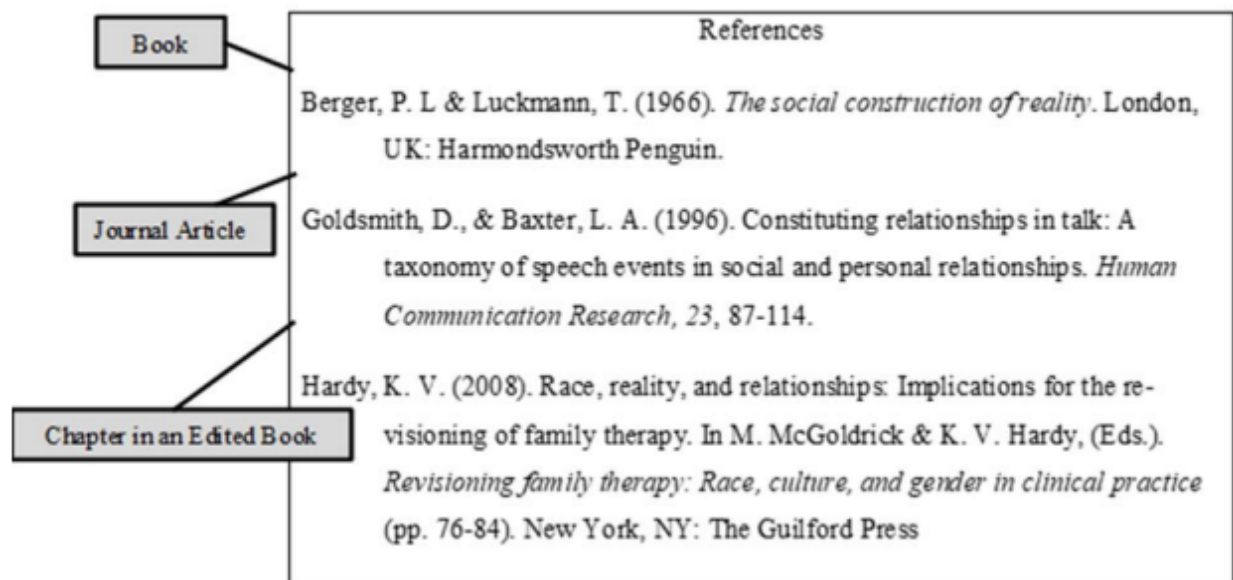 References
Book
Berger, P. L & Luckmann, T. (1966). The social construction of reality. London,
UK: Harmondsworth Penguin.
Journal Article
Goldsmith, D., & Baxter, L. A. (1996). Constituting relationships in talk: A
taxonomy of speech events in social and personal relationships. Human
Communication Research, 23, 87-114.
Chapter in an Edited Book
Hardy, K. V. (2008). Race, reality, and relationships: Implications for the re-
visioning of family therapy. In M. McGoldrick & K. V. Hardy, (Eds.).
Revisioning family therapy: Race, culture, and gender in clinical practice
(pp. 76-84). New York, NY: The Guilford Press